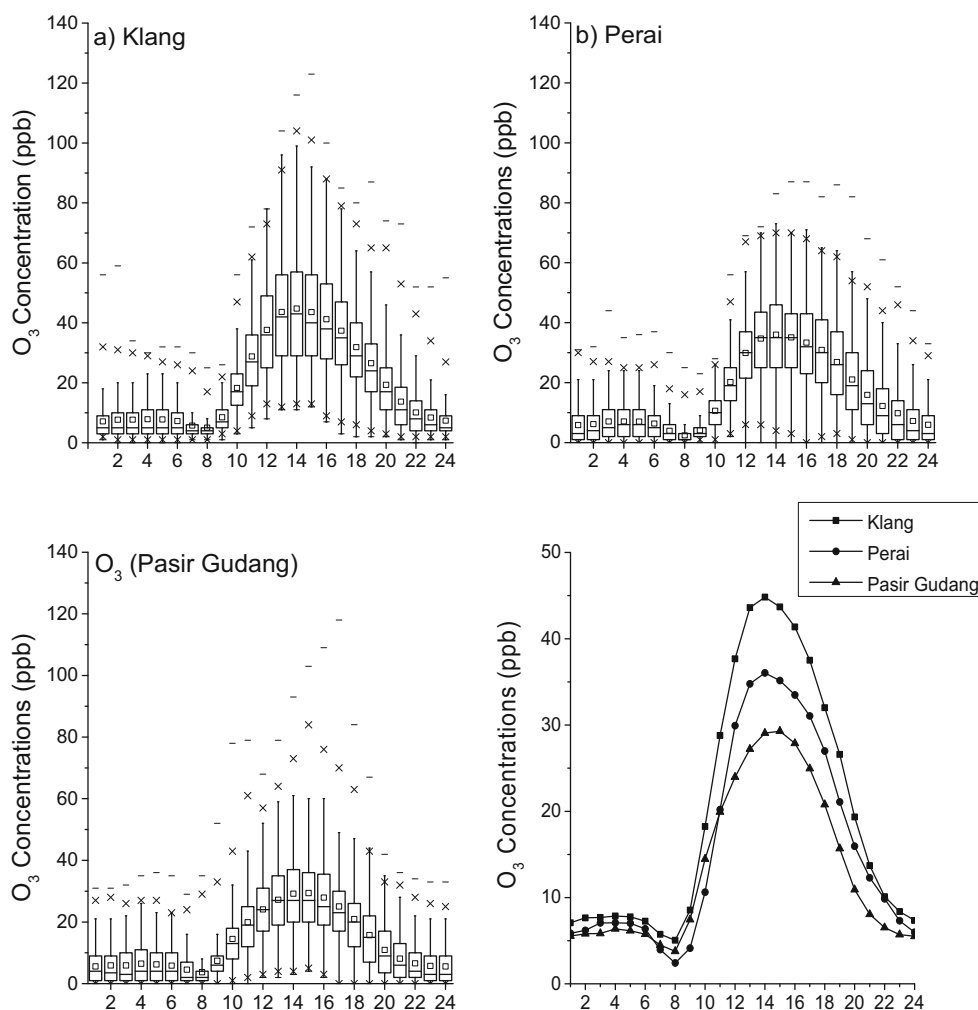 a) Klang
O₃ Concentration (ppb)
140
120
100
80
60
40
20
0
2 4 6 8 10 12 14 16 18 20 22 24
b) Perai
O₃ Concentrations (ppb)
140
120
100
80
60
40
20
0
2 4 6 8 10 12 14 16 18 20 22 24
O₃ (Pasir Gudang)
O₃ Concentrations (ppb)
140
120
100
80
60
40
20
0
2 4 6 8 10 12 14 16 18 20 22 24
Klang
Perai
Pasir Gudang
O₃ Concentrations (ppb)
50
40
30
20
10
0
2 4 6 8 10 12 14 16 18 20 22 24